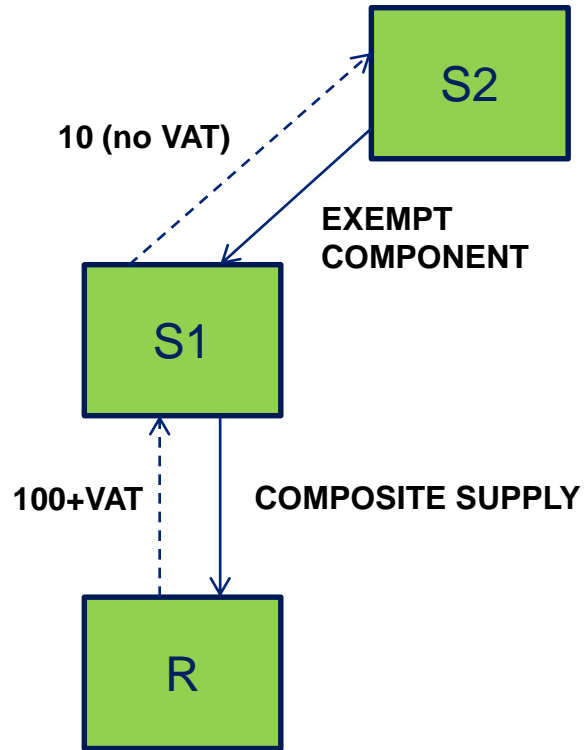 S2
10 (no VAT)
EXEMPT
COMPONENT
S1
100+VAT
COMPOSITE SUPPLY
R